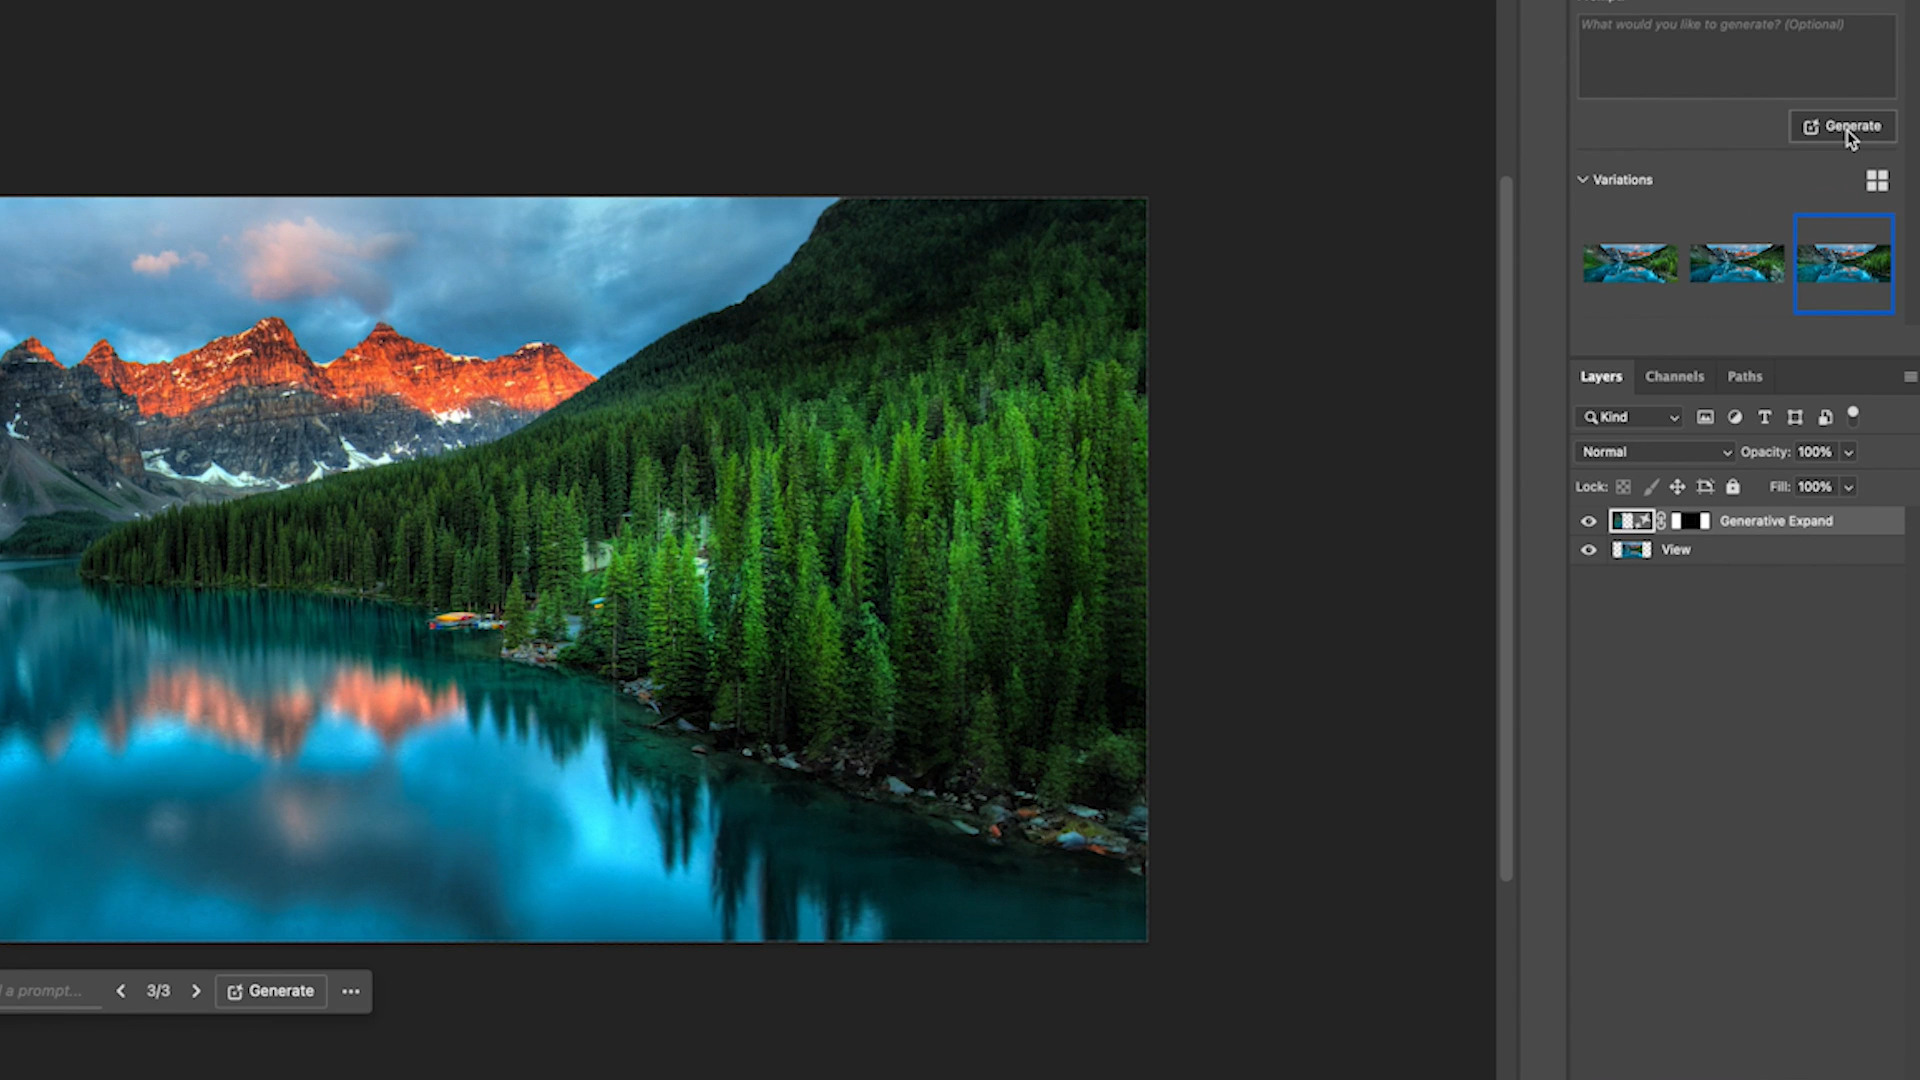 What would you like to generate? (Optional)
Generate
Variations
Layers Channels Paths
Kind
Normal Opacity: 100%
Lock: Fill: 100%
Generative Expand
View
a prompt... 3/3 Generate